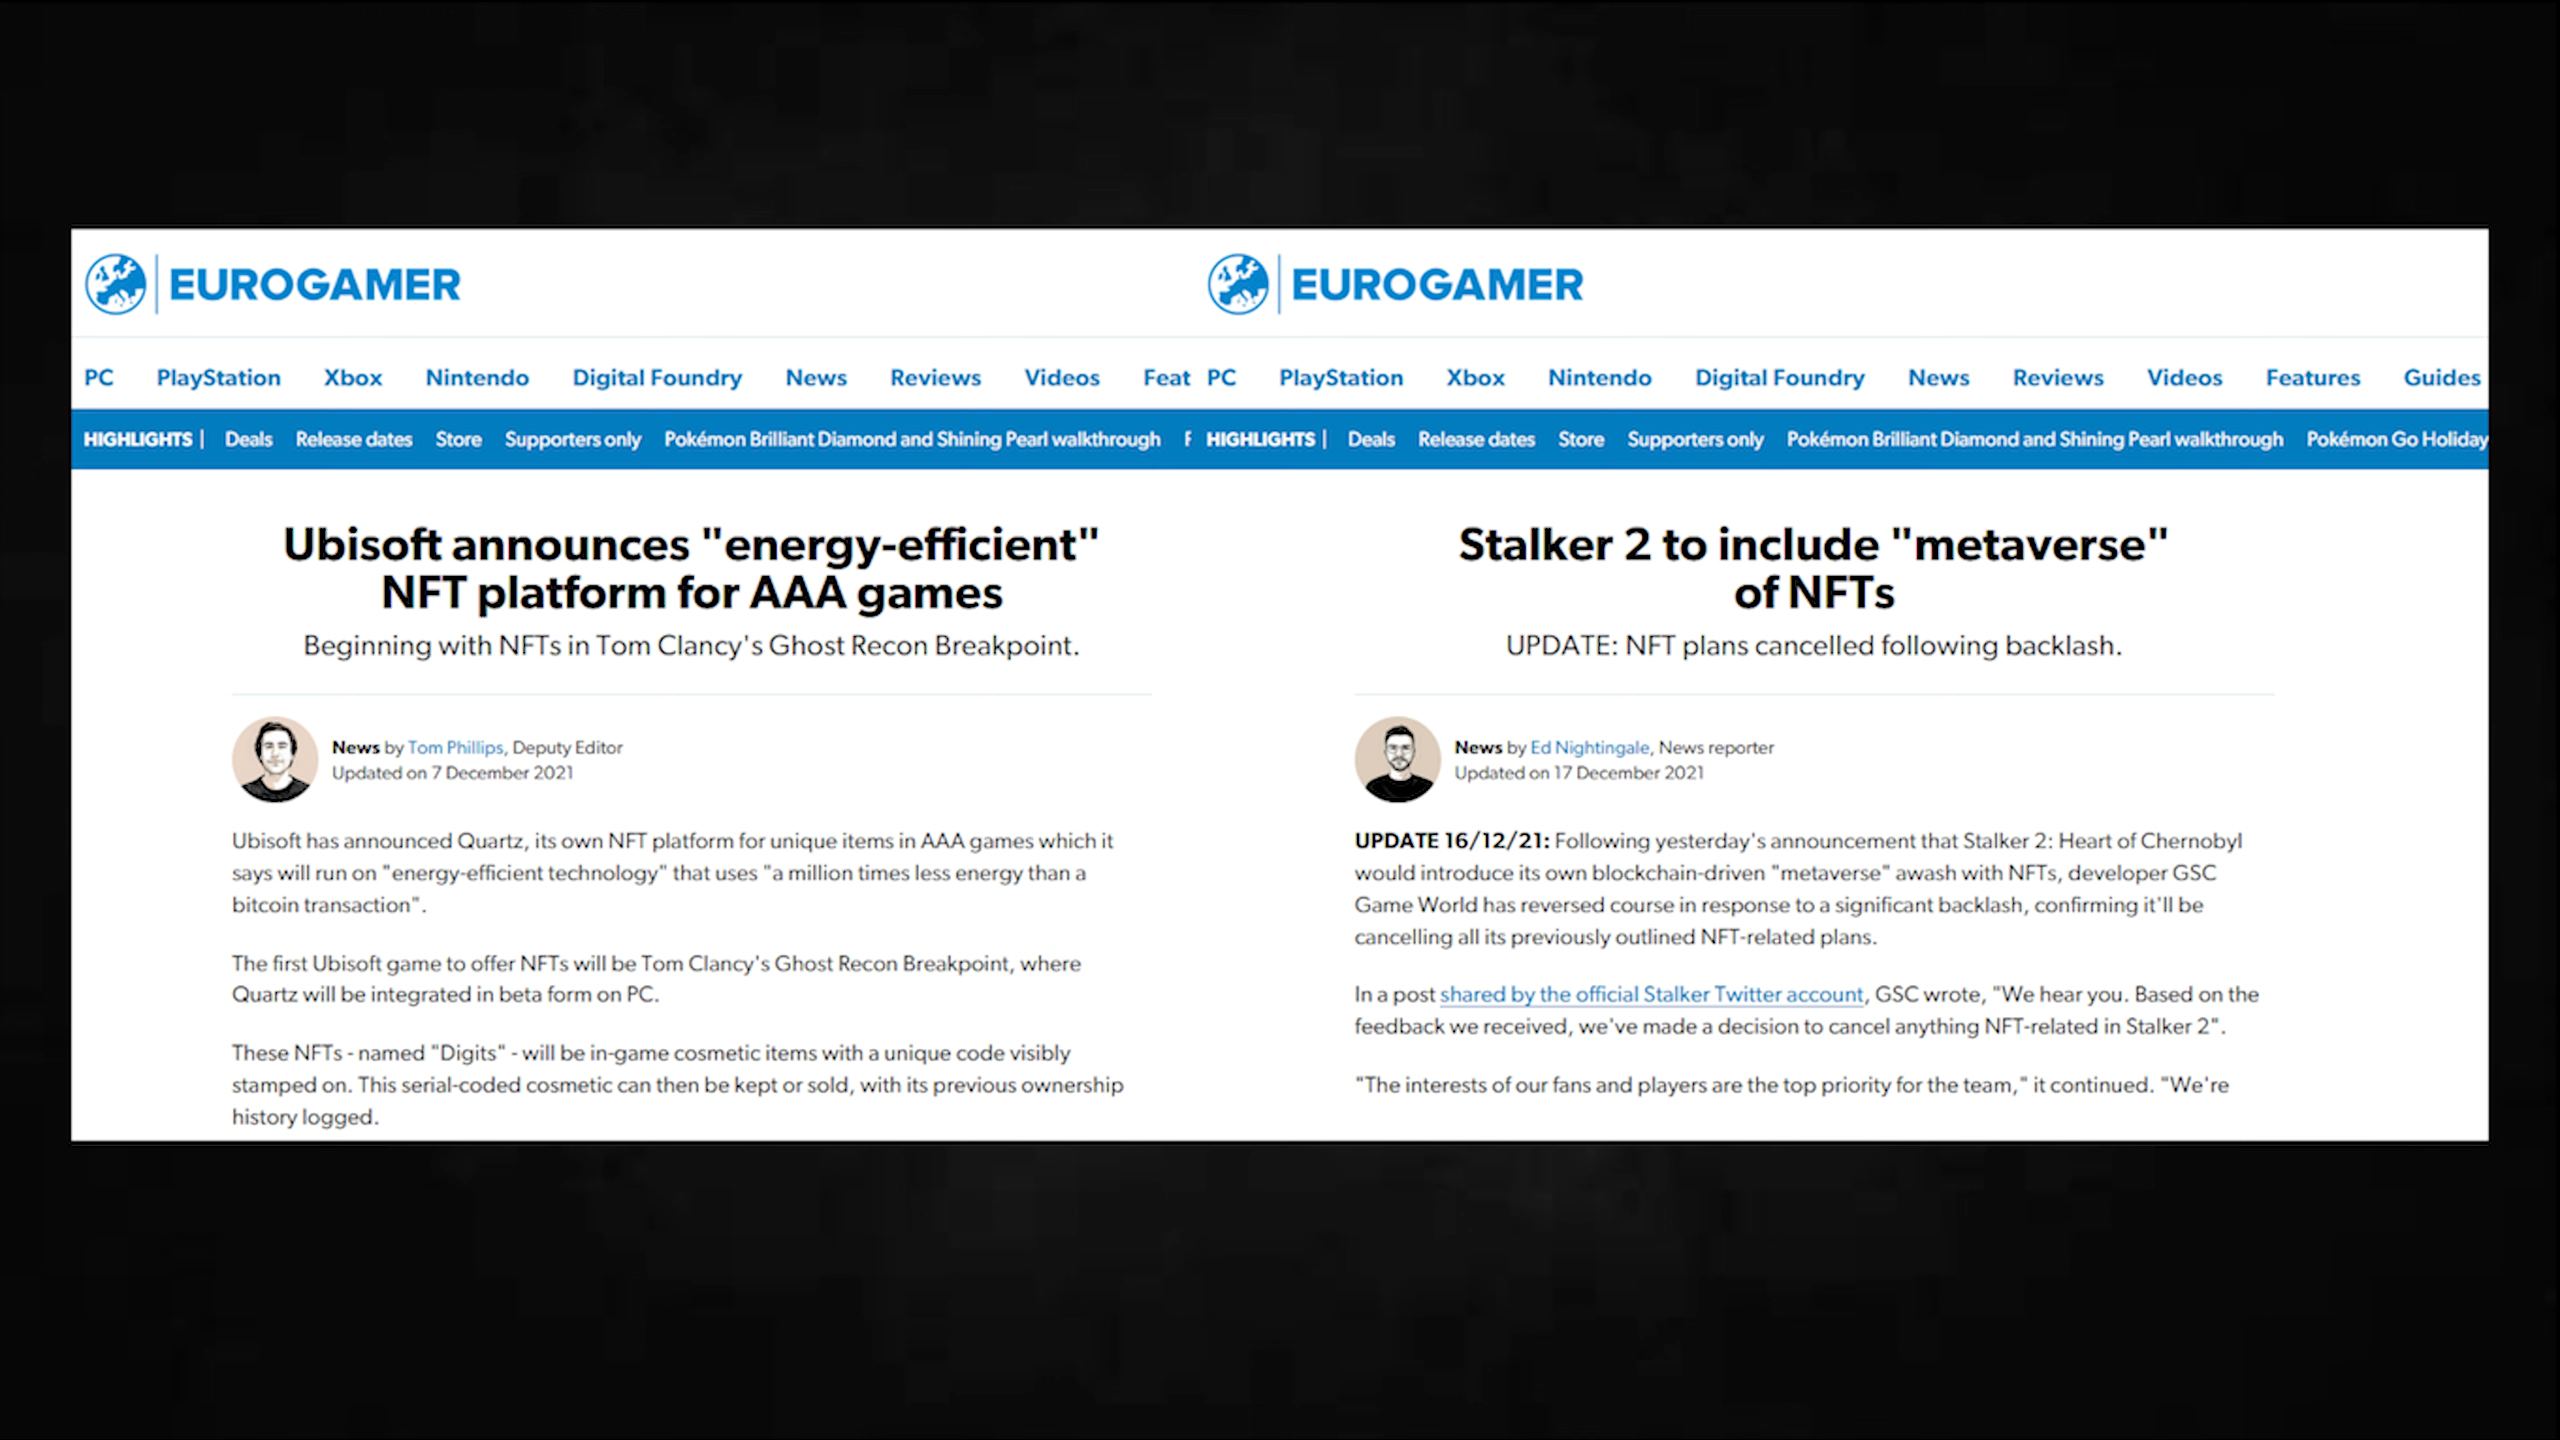 EUROGAMER
PC PlayStation Xbox Nintendo Digital Foundry News Reviews Videos Feat
HIGHLIGHTS | Deals Release dates Store Supporters only Pokémon Brilliant Diamond and Shining Pearl walkthrough
Ubisoft announces "energy-efficient"
NFT platform for AAA games
Beginning with NFTs in Tom Clancy's Ghost Recon Breakpoint.
News by Tom Phillips, Deputy Editor
Updated on 7 December 2021
Ubisoft has announced Quartz, its own NFT platform for unique items in AAA games which it
says will run on "energy-efficient technology" that uses "a million times less energy than a
bitcoin transaction".
The first Ubisoft game to offer NFTs will be Tom Clancy's Ghost Recon Breakpoint, where
Quartz will be integrated in beta form on PC.
These NFTs - named "Digits" - will be in-game cosmetic items with a unique code visibly
stamped on. This serial-coded cosmetic can then be kept or sold, with its previous ownership
history logged.
EUROGAMER
PC PlayStation Xbox Nintendo Digital Foundry News Reviews Videos Features Guides
HIGHLIGHTS | Deals Release dates Store Supporters only Pokémon Brilliant Diamond and Shining Pearl walkthrough Pokémon Go Holiday
Stalker 2 to include "metaverse"
of NFTs
UPDATE: NFT plans cancelled following backlash.
News by Ed Nightingale, News reporter
Updated on 17 December 2021
UPDATE 16/12/21: Following yesterday's announcement that Stalker 2: Heart of Chernobyl
would introduce its own blockchain-driven "metaverse" awash with NFTs, developer GSC
Game World has reversed course in response to a significant backlash, confirming it'll be
cancelling all its previously outlined NFT-related plans.
In a post shared by the official Stalker Twitter account, GSC wrote, "We hear you. Based on the
feedback we received, we've made a decision to cancel anything NFT-related in Stalker 2".
"The interests of our fans and players are the top priority for the team," it continued. "We're